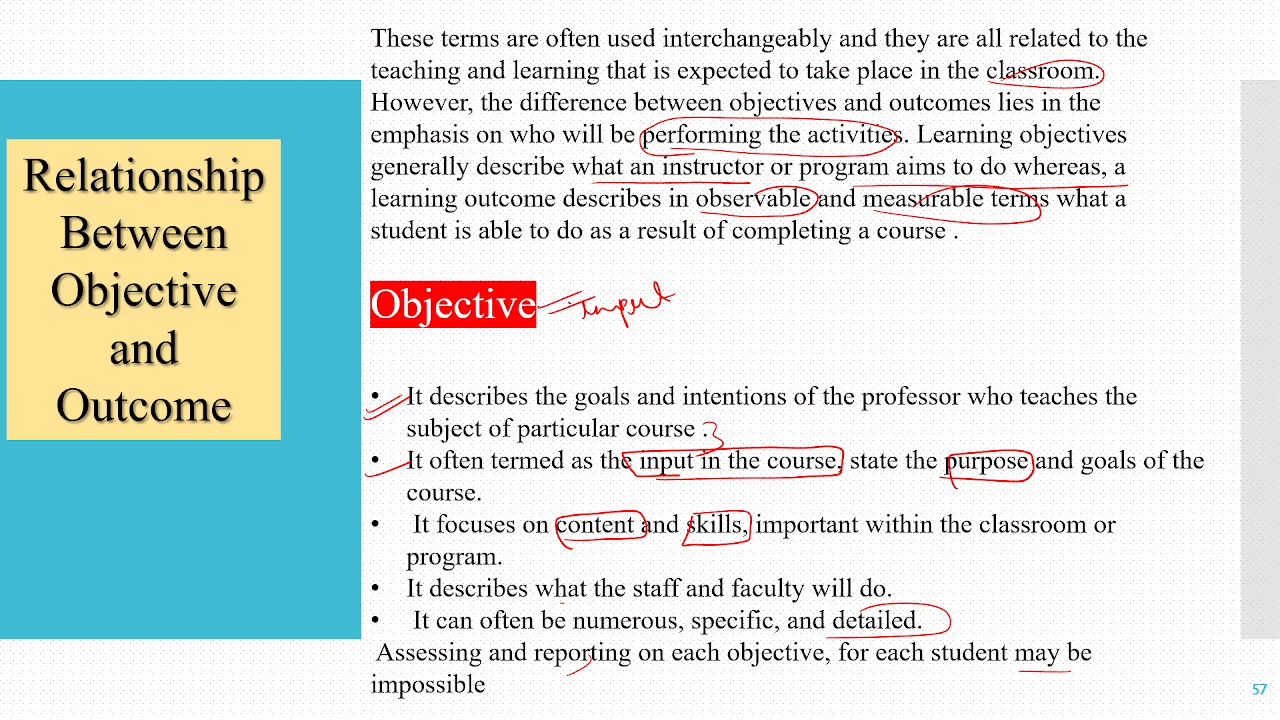 Relationship
Between
Objective
and
Outcome
These terms are often used interchangeably and they are all related to the
teaching and learning that is expected to take place in the classroom.
However, the difference between objectives and outcomes lies in the
emphasis on who will be performing the activities. Learning objectives
generally describe what an instructor or program aims to do whereas, a
learning outcome describes in observable and measurable terms what a
student is able to do as a result of completing a course .
Objective input
• It describes the goals and intentions of the professor who teaches the
subject of particular course .
• It often termed as the input in the course, state the purpose and goals of the
course.
• It focuses on content and skills, important within the classroom or
program.
• It describes what the staff and faculty will do.
• It can often be numerous, specific, and detailed.
Assessing and reporting on each objective, for each student may be
impossible
57